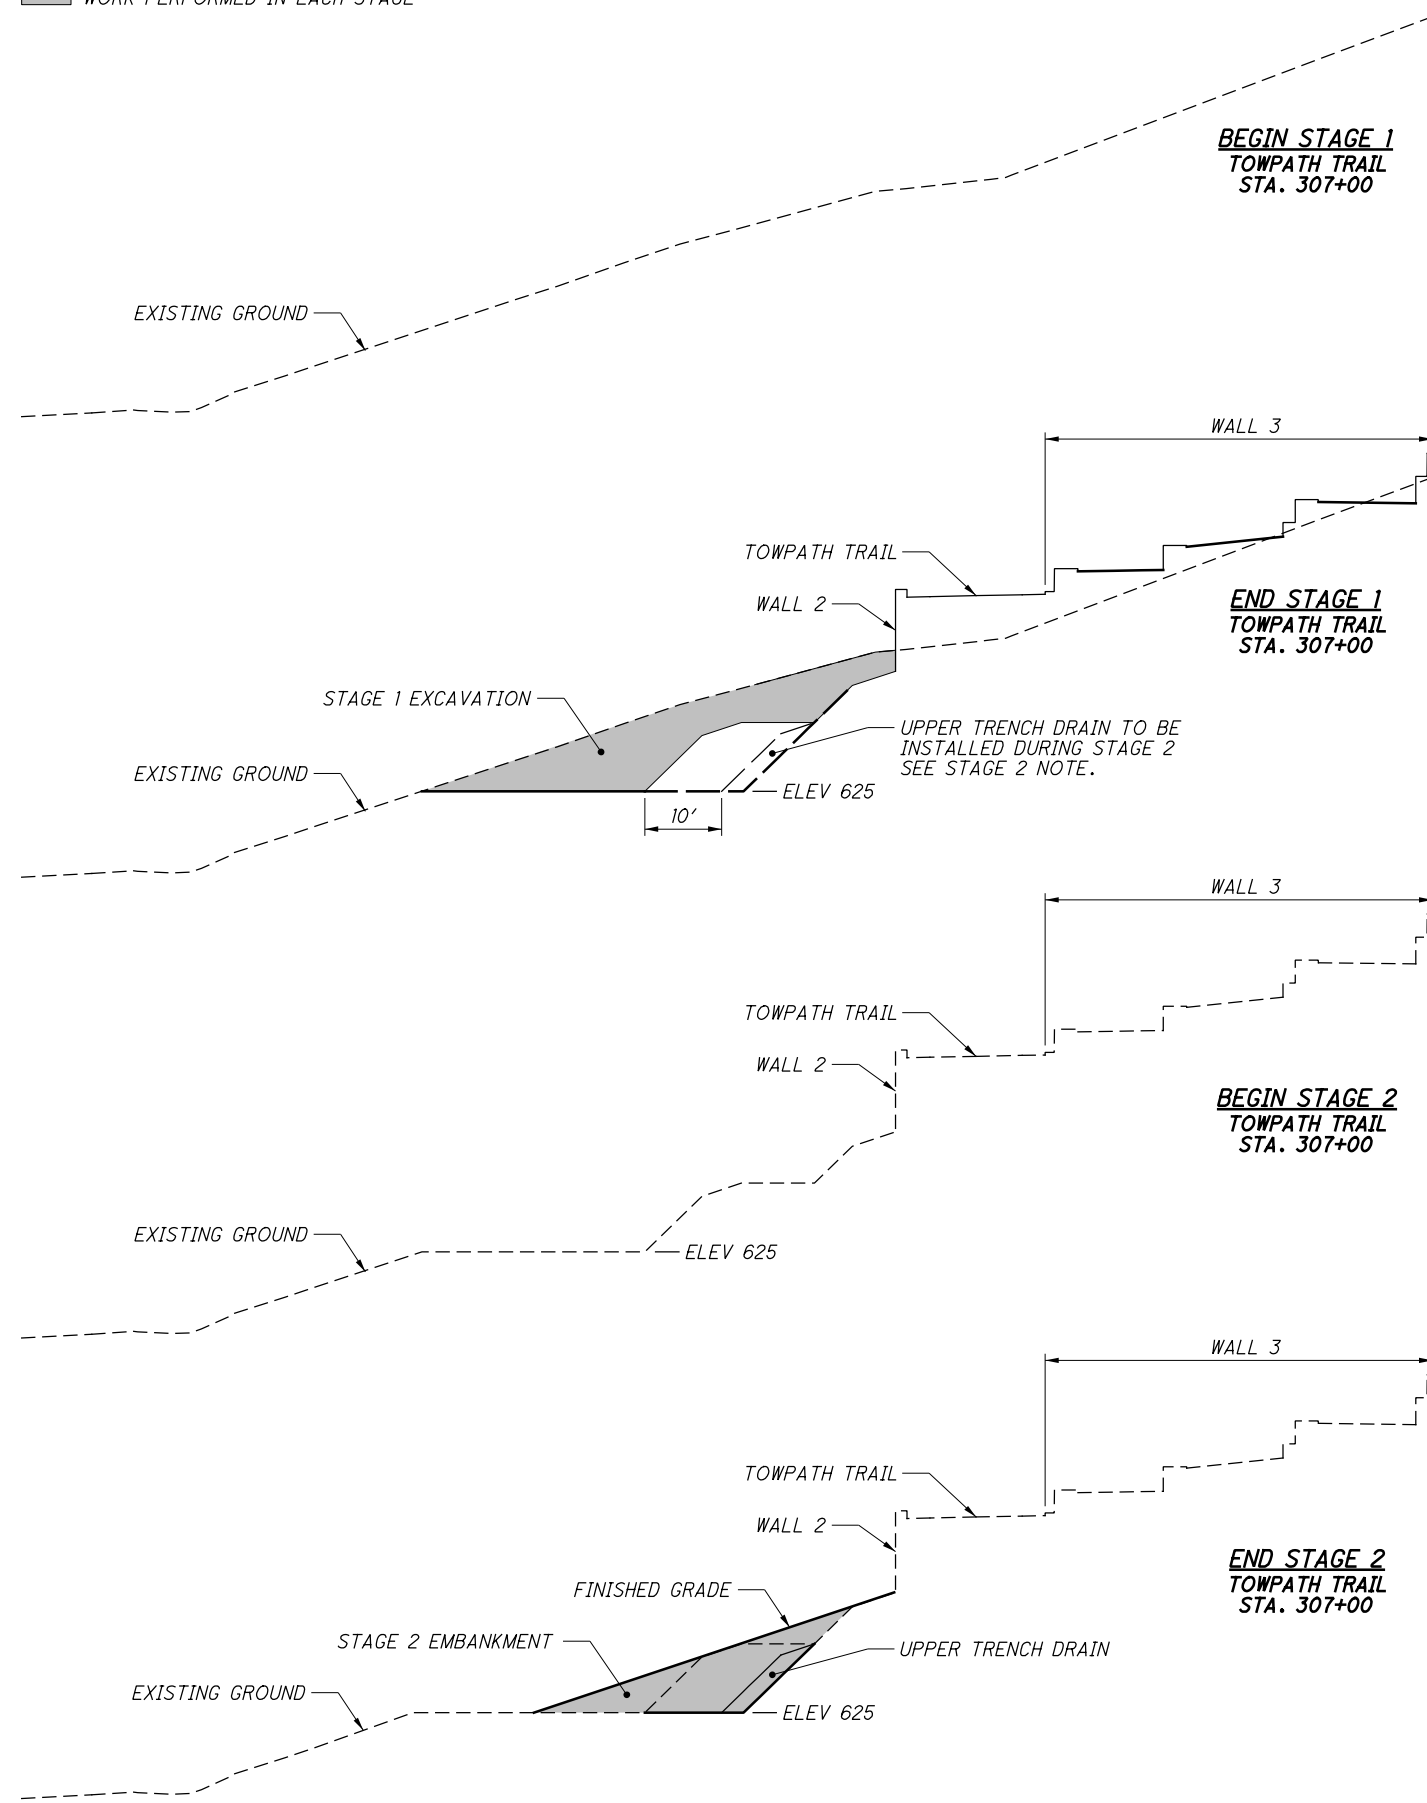 WORK PERFORMED IN EACH STAGE
BEGIN STAGE 1
TOWPATH TRAIL
STA. 307+00
EXISTING GROUND
WALL 3
TOWPATH TRAIL
WALL 2
END STAGE 1
TOWPATH TRAIL
STA. 307+00
STAGE 1 EXCAVATION
UPPER TRENCH DRAIN TO BE
INSTALLED DURING STAGE 2
SEE STAGE 2 NOTE.
EXISTING GROUND
ELEV 625
10'
WALL 3
TOWPATH TRAIL
WALL 2
BEGIN STAGE 2
TOWPATH TRAIL
STA. 307+00
EXISTING GROUND
ELEV 625
WALL 3
TOWPATH TRAIL
WALL 2
END STAGE 2
TOWPATH TRAIL
STA. 307+00
FINISHED GRADE
STAGE 2 EMBANKMENT
UPPER TRENCH DRAIN
EXISTING GROUND
ELEV 625